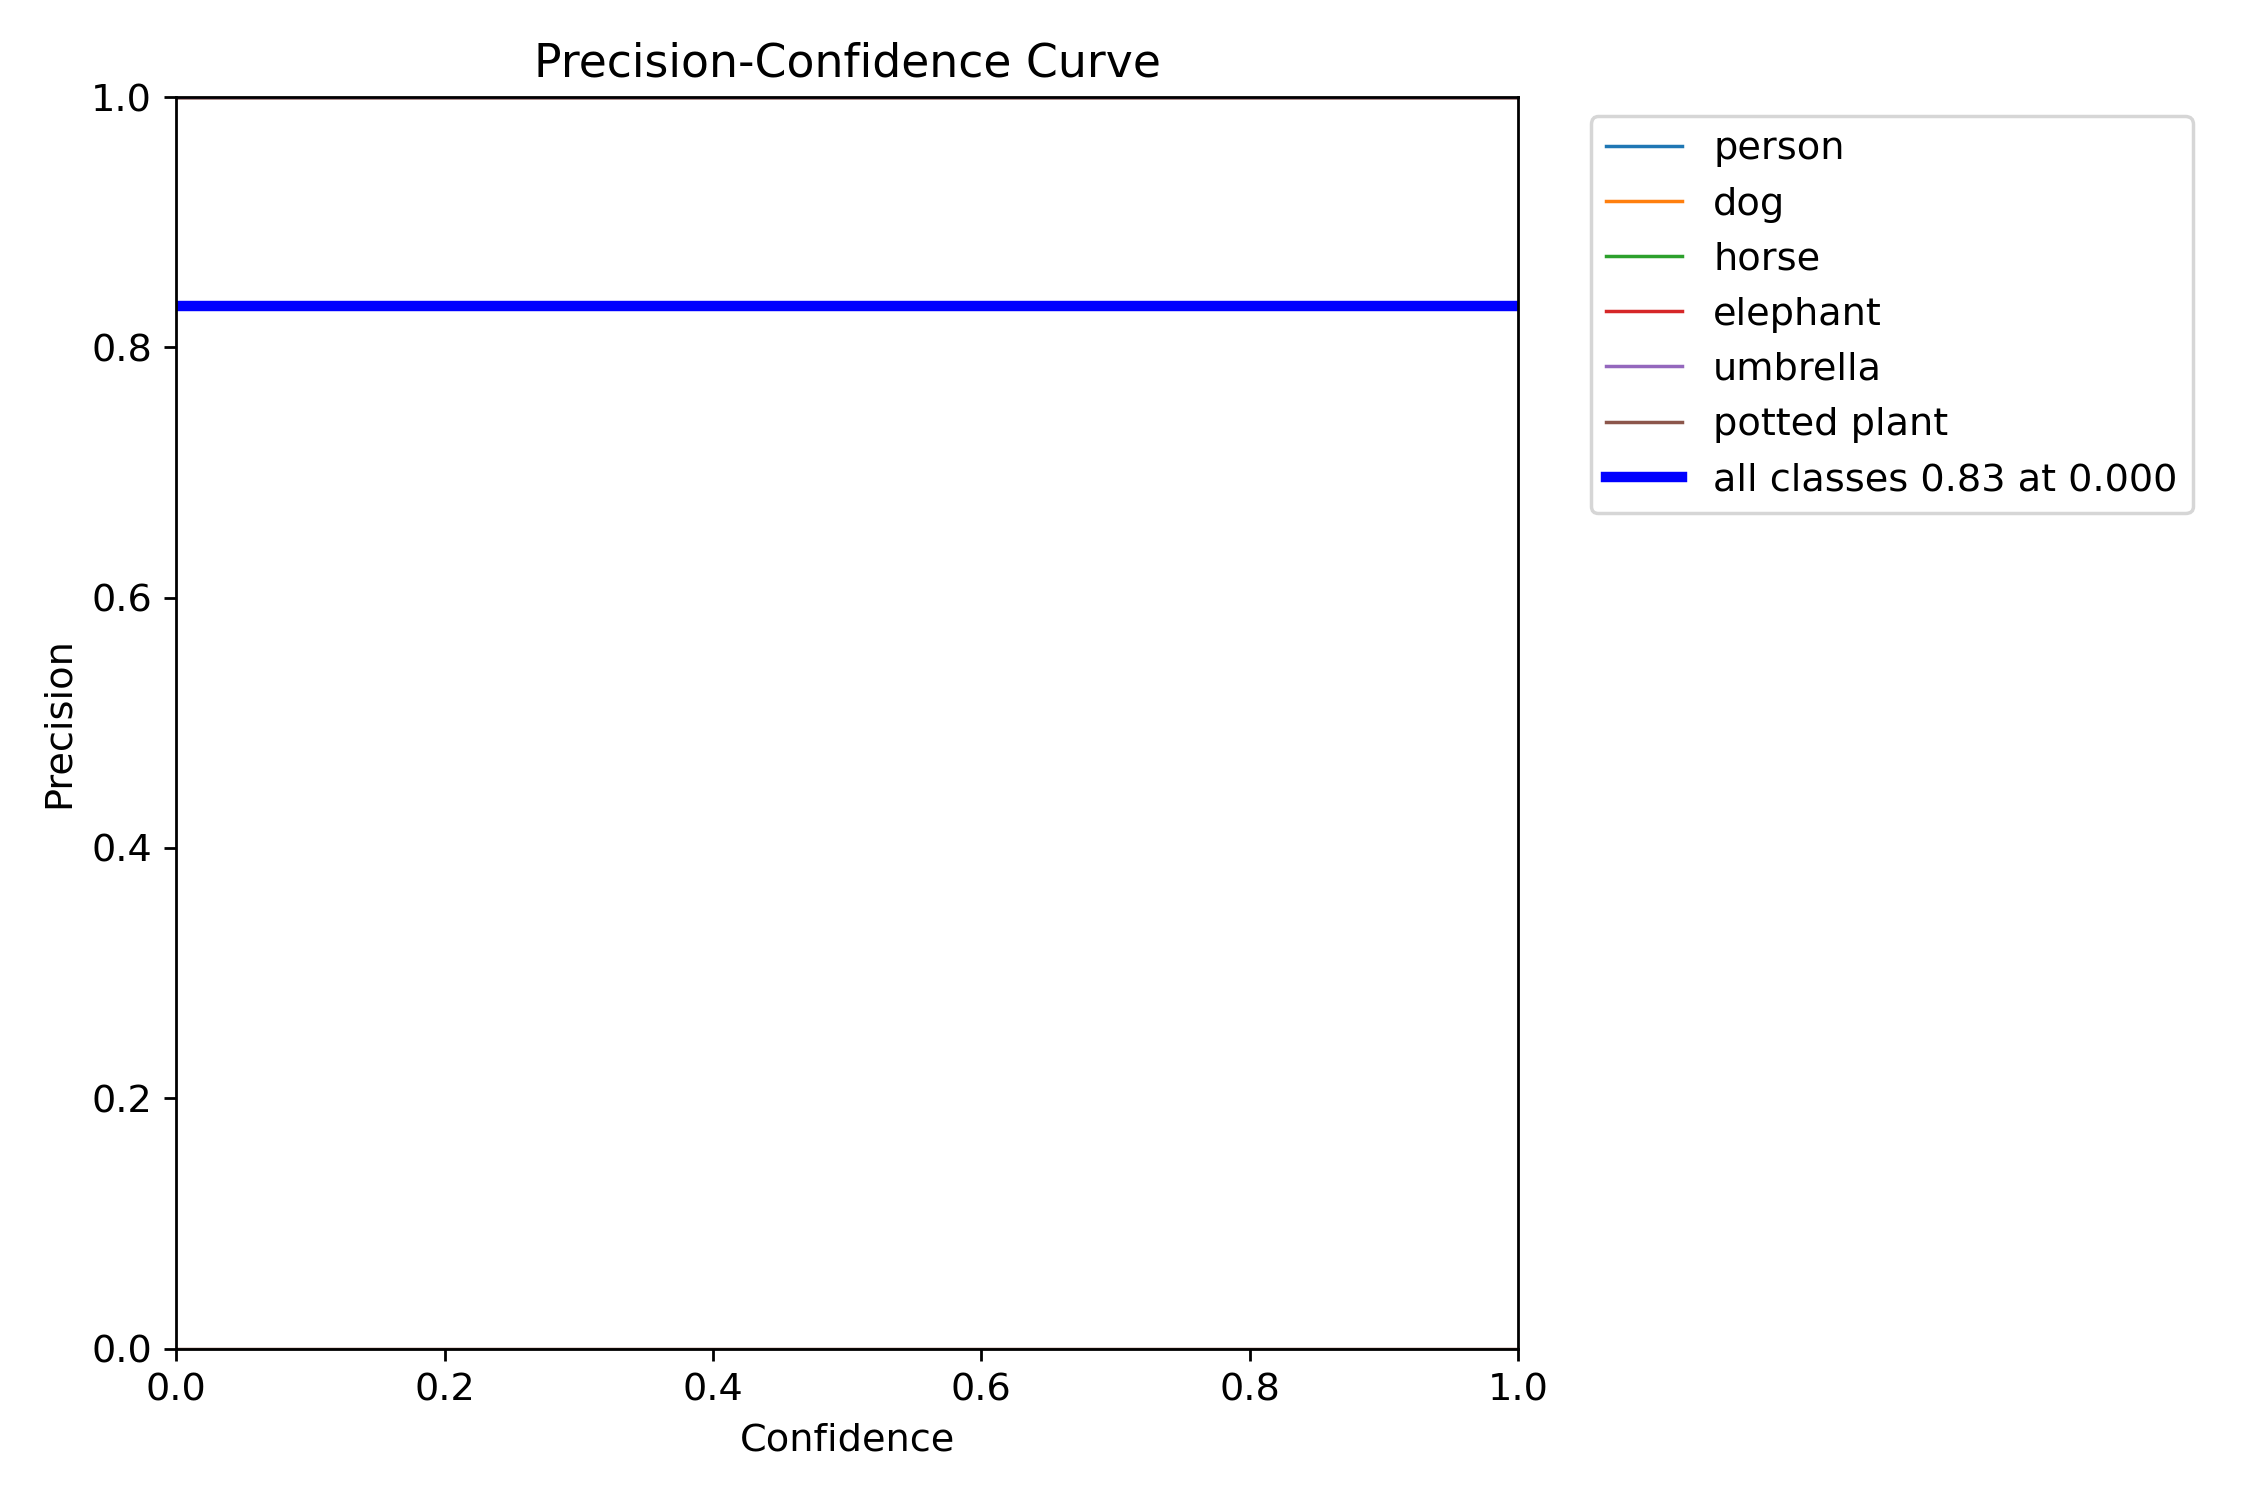 Precision-Confidence Curve
1.0
0.8
0.6
0.4
0.2
0.0
Precision
0.0 0.2 0.4 0.6 0.8 1.0
Confidence
person
dog
horse
elephant
umbrella
potted plant
all classes 0.83 at 0.000